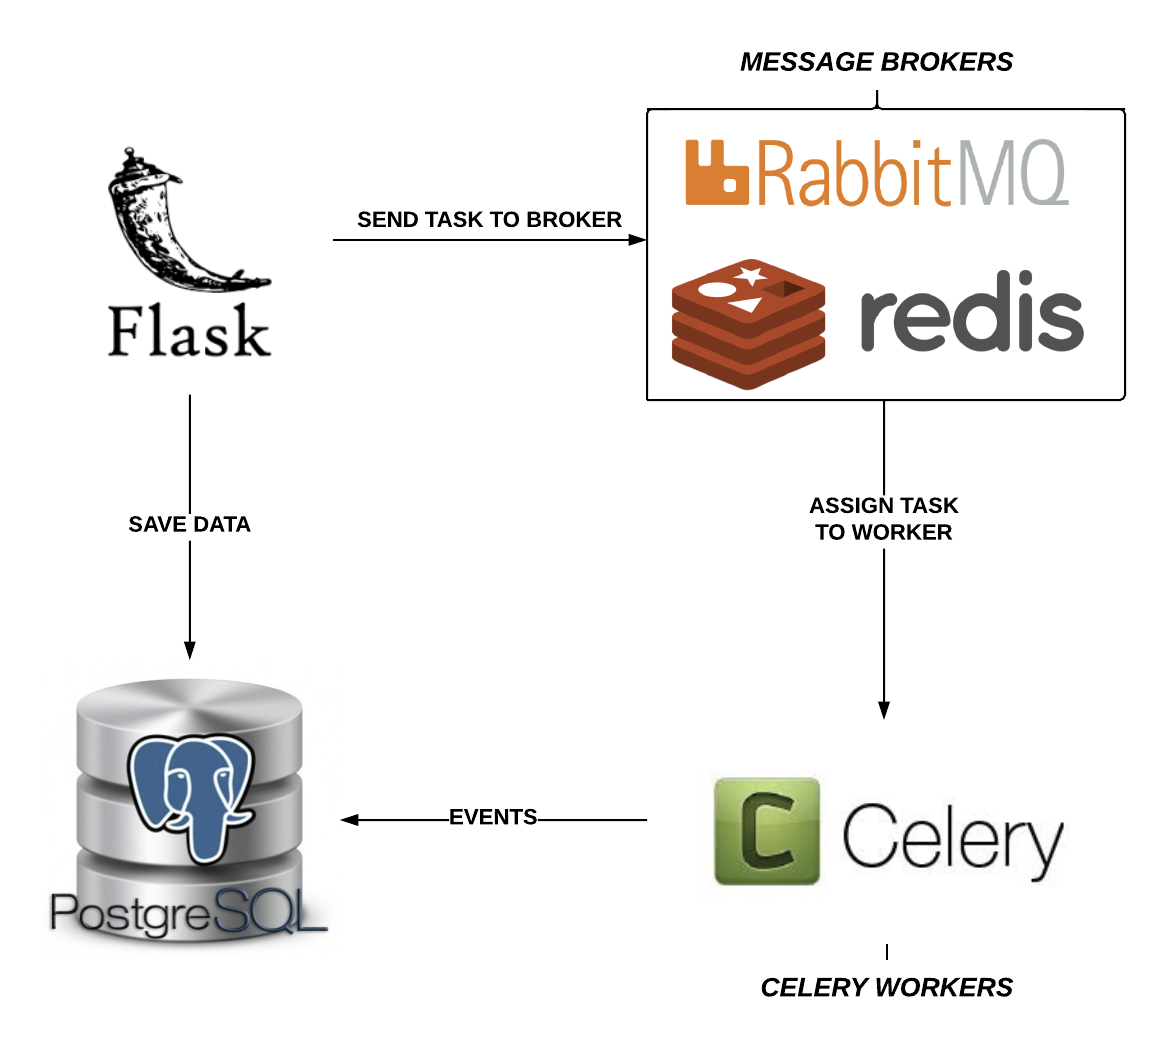 MESSAGE BROKERS
RabbitMQ
Flask
SEND TASK TO BROKER
redis
SAVE DATA
ASSIGN TASK
TO WORKER
PostgreSQL
EVENTS
C Celery
CELERY WORKERS